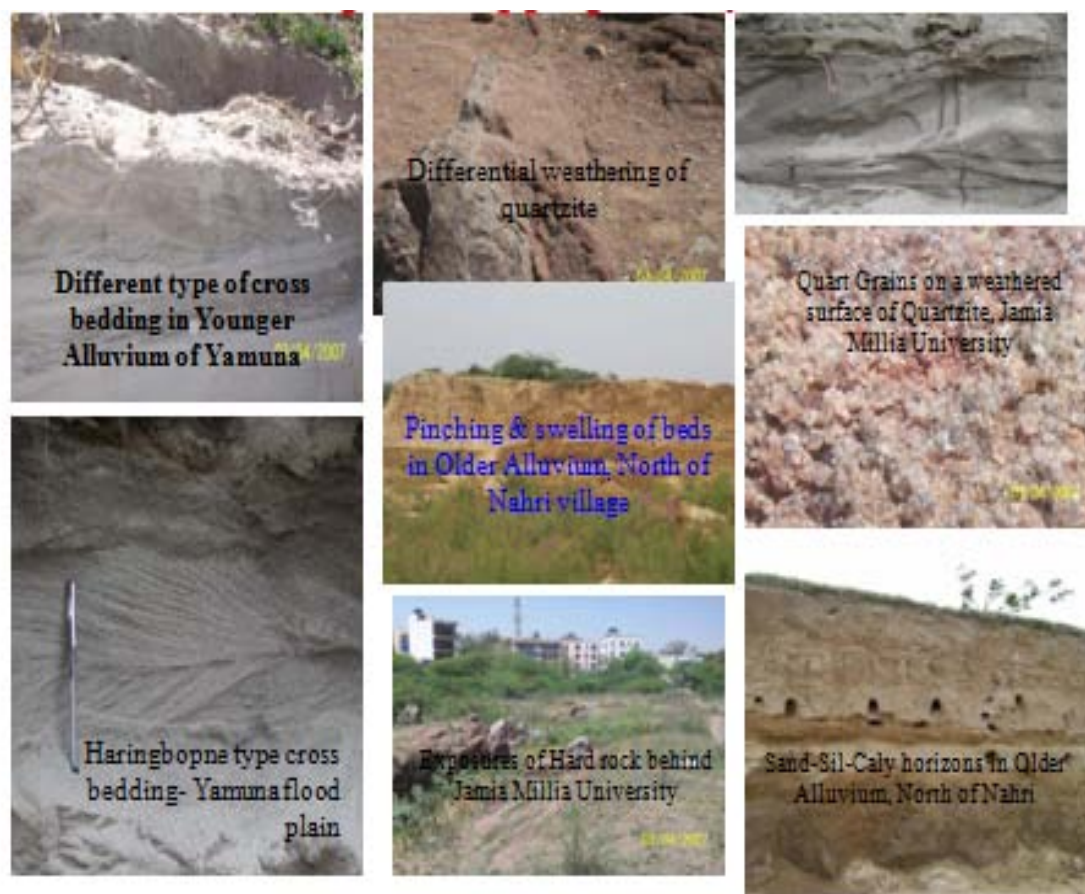 Different type of cross
bedding in Younger
Alluvium of Yamuna
Differential weathering of
quartzite
Quart Grains on a weathered
surface of Quartzite, Jamia
Millia University
Pinching & swelling of beds
in Older Alluvium, North of
Nahri village
Haringbopne type cross
bedding- Yamuna flood
plain
Exposures of Hard rock behind
Jamia Millia University
Sand-Sil-Caly horizons in Older
Alluvium, North of Nahri